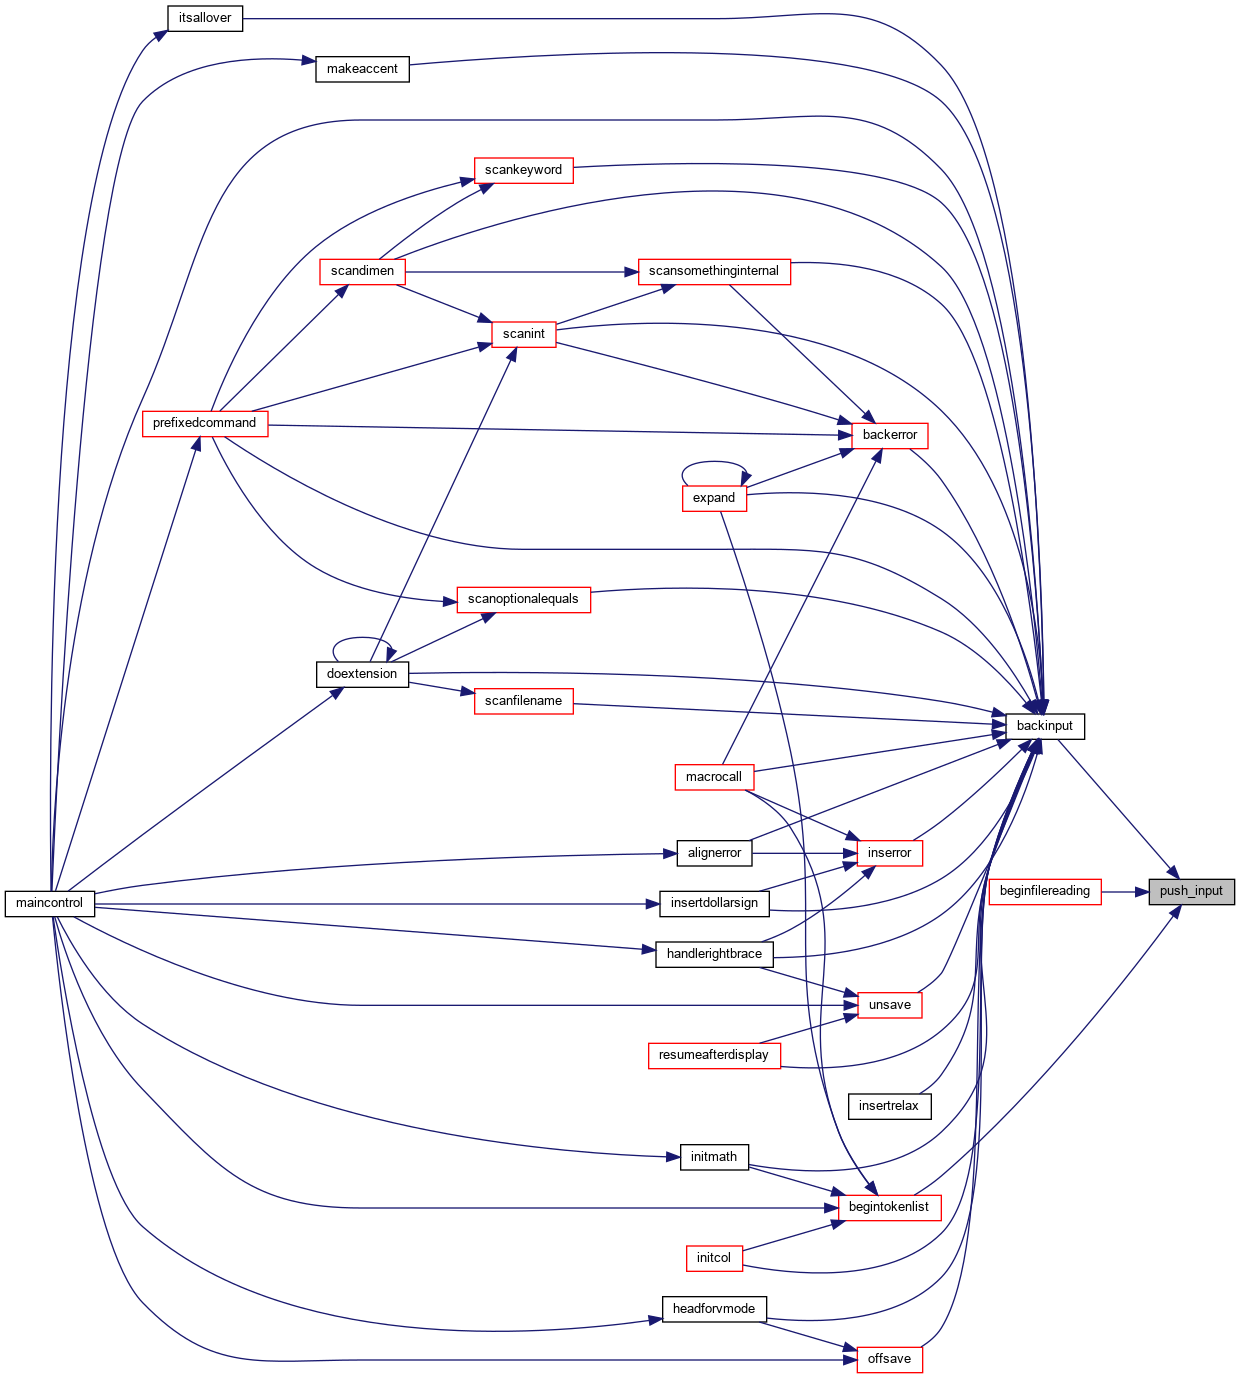 itsallover
makeaccent
scankeyword
scandimen
scansomethinginternal
scanint
prefixedcommand
backerror
expand
scanoptionalequals
doextension
scanfilename
backinput
macrocall
alignerror
inserror
maincontrol
insertdollarsign
beginfilereading
push_input
handlerightbrace
unsave
resumeafterdisplay
insertrelax
initmath
begintokenlist
initcol
headforvmode
offsave